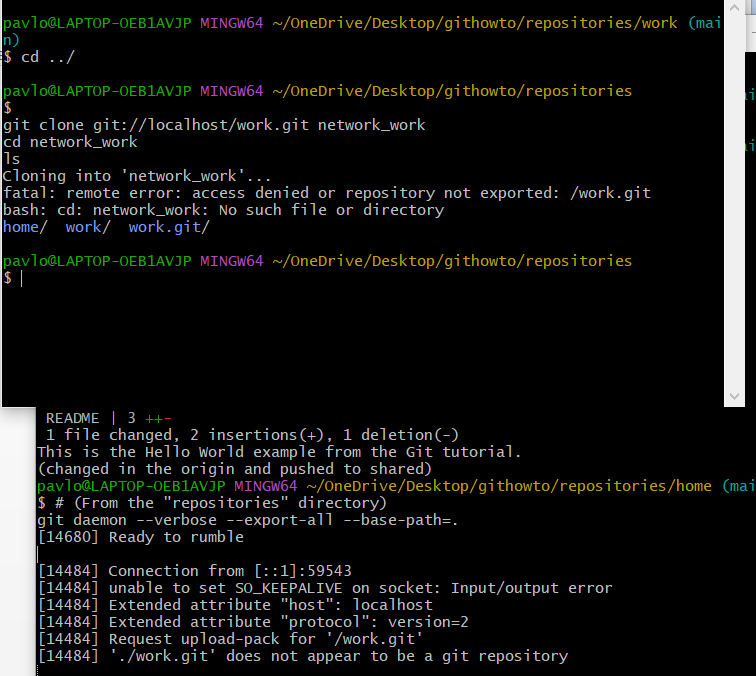 pavlo@LAPTOP-OEB1AVJP MINGW64 ~/OneDrive/Desktop/githowto/repositories/work (mai
n)
$ cd ../
pavlo@LAPTOP-OEB1AVJP MINGW64 ~/OneDrive/Desktop/githowto/repositories
$
git clone git://localhost/work.git network_work
cd network_work
ls
Cloning into 'network_work'...
fatal: remote error: access denied or repository not exported: /work.git
bash: cd: network_work: No such file or directory
home/  work/  work.git/
pavlo@LAPTOP-OEB1AVJP MINGW64 ~/OneDrive/Desktop/githowto/repositories
$
README | 3 ++-
1 file changed, 2 insertions(+), 1 deletion(-)
This is the Hello World example from the Git tutorial.
(changed in the origin and pushed to shared)
pavlo@LAPTOP-OEB1AVJP MINGW64 ~/OneDrive/Desktop/githowto/repositories/home (mai
$ # (From the "repositories" directory)
git daemon --verbose --export-all --base-path=.
[14680] Ready to rumble
[14484] Connection from [::1]:59543
[14484] unable to set SO_KEEPALIVE on socket: Input/output error
[14484] Extended attribute "host": localhost
[14484] Extended attribute "protocol": version=2
[14484] Request upload-pack for '/work.git'
[14484] './work.git' does not appear to be a git repository